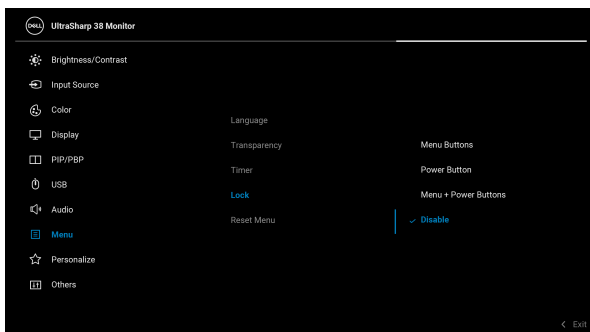 DELL UltraSharp 38 Monitor
Brightness/Contrast
Input Source
Color
Display
PIP/PBP
USB
Audio
Menu
Personalize
Others
Language
Transparency
Timer
Lock
Reset Menu
Menu Buttons
Power Button
Menu + Power Buttons
Disable
Exit